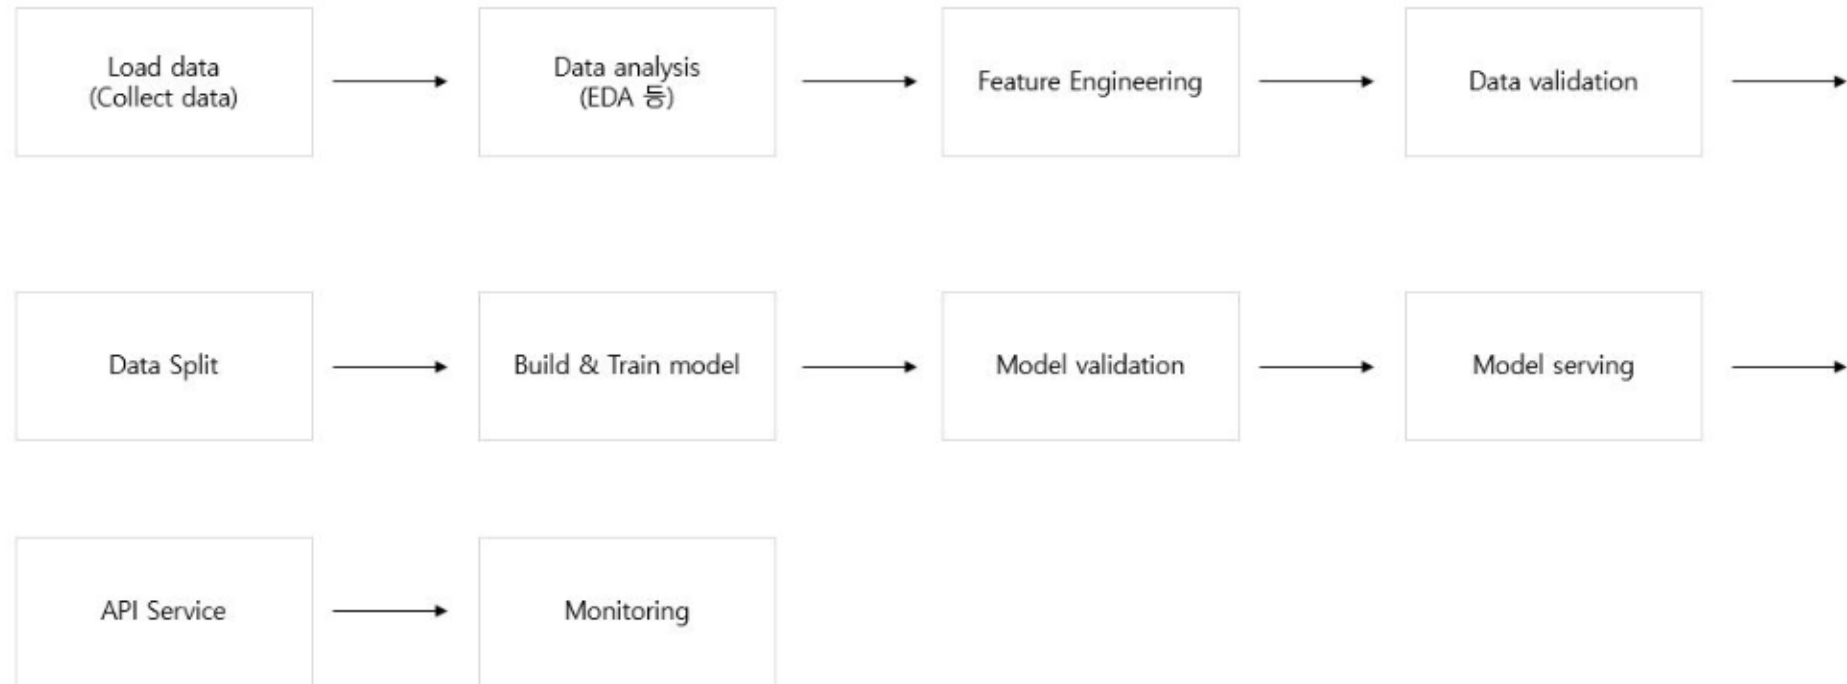 Load data
(Collect data)
Data analysis
(EDA 등)
Feature Engineering
Data validation
Data Split
Build & Train model
Model validation
Model serving
API Service
Monitoring